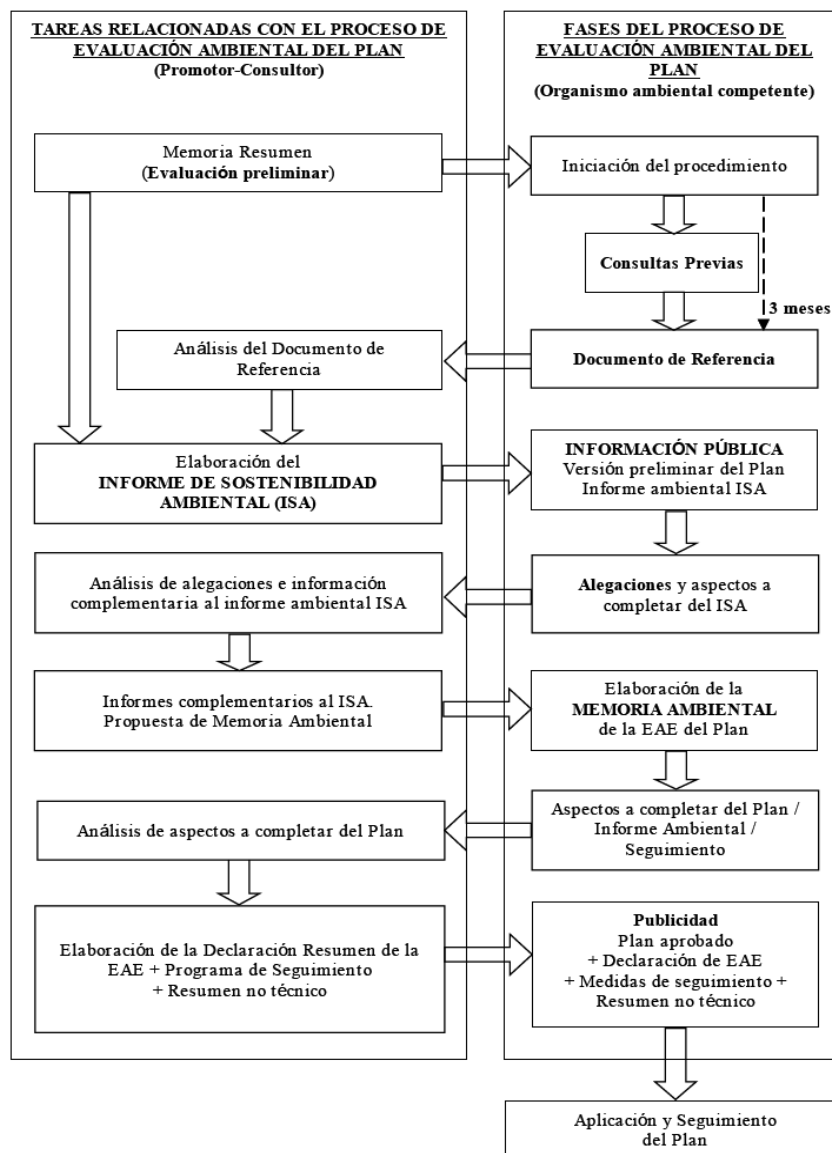 TAREAS RELACIONADAS CON EL PROCESO DE
EVALUACIÓN AMBIENTAL DEL PLAN
(Promotor-Consultor)
FASES DEL PROCESO DE
EVALUACIÓN AMBIENTAL DEL
PLAN
(Organismo ambiental competente)
Memoria Resumen
(Evaluación preliminar)
Iniciación del procedimiento
Consultas Previas
3 meses
Análisis del Documento de
Referencia
Documento de Referencia
Elaboración del
INFORME DE SOSTENIBILIDAD
AMBIENTAL (ISA)
INFORMACIÓN PÚBLICA
Versión preliminar del Plan
Informe ambiental ISA
Análisis de alegaciones e información
complementaria al informe ambiental ISA
Alegaciones y aspectos a
completar del ISA
Informes complementarios al ISA.
Propuesta de Memoria Ambiental
Elaboración de la
MEMORIA AMBIENTAL
de la EAE del Plan
Análisis de aspectos a completar del Plan
Aspectos a completar del Plan /
Informe Ambiental /
Seguimiento
Elaboración de la Declaración Resumen de la
EAE + Programa de Seguimiento
+ Resumen no técnico
Publicidad
Plan aprobado
+ Declaración de EAE
+ Medidas de seguimiento +
Resumen no técnico
Aplicación y Seguimiento
del Plan